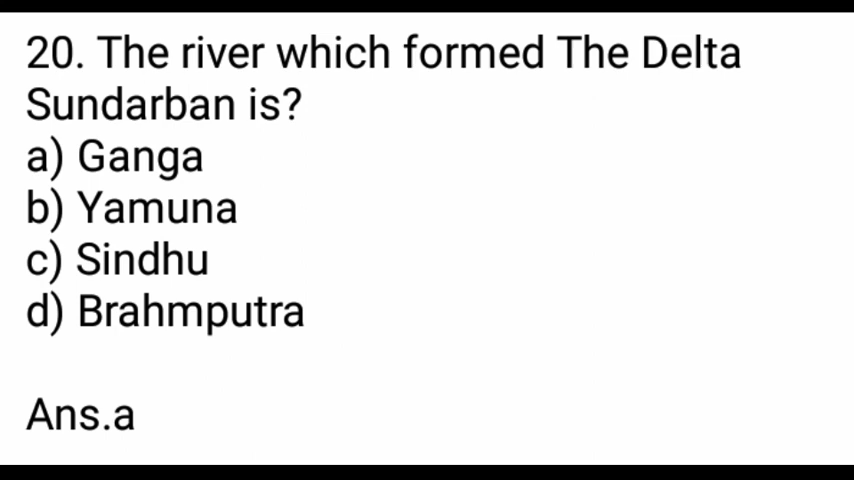 20. The river which formed The Delta
Sundarban is?
a) Ganga
b) Yamuna
c) Sindhu
d) Brahmputra
Ans.a